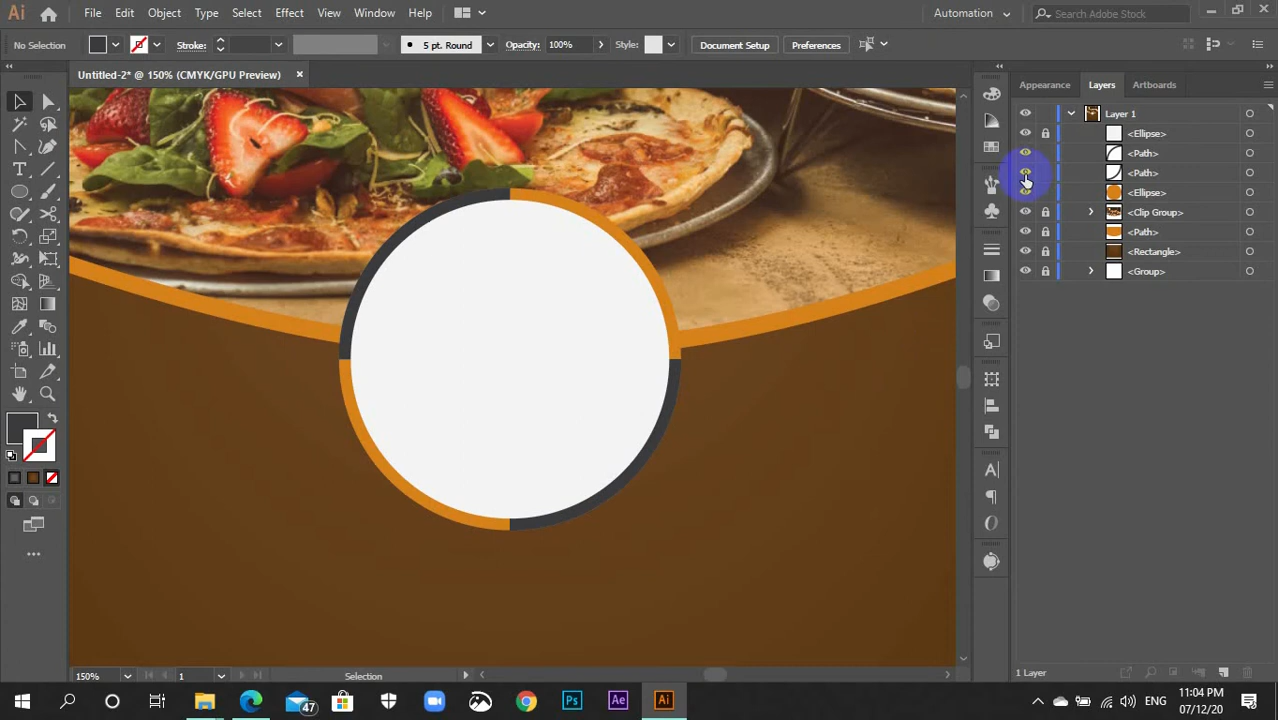 Ai File Edit Object Type Select Effect View Window Help Automation Search Adobe Stock
No Selection Stroke: 5 pt. Round Opacity: 100% Style: Document Setup Preferences
Untitled-2* @ 150% (CMYK/GPU Preview) ×
Appearance Layers Artboards
Layer 1
<Ellipse>
<Path>
<Path>
<Ellipse>
<Clip Group>
<Path>
<Rectangle>
<Group>
150% 1 Selection 1 Layer
47 Ps Ae Ai ENG 11:04 PM
07/12/20